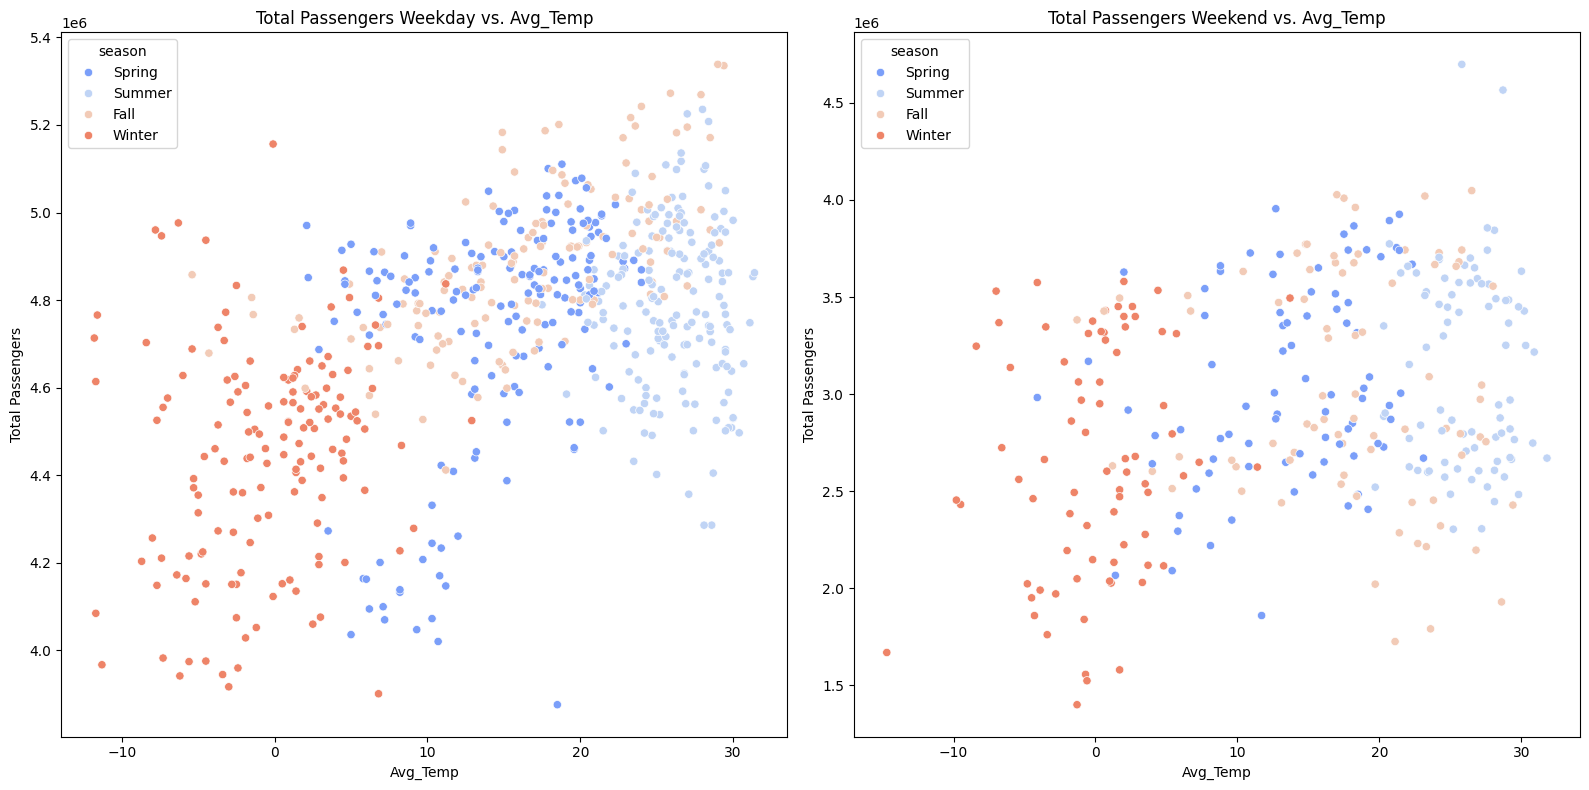 Total Passengers Weekday vs. Avg_Temp
1e6
season
Spring
Summer
Fall
Winter
5.4
5.2
5.0
4.8
4.6
4.4
4.2
4.0
Total Passengers
−10
0
10
20
30
Avg_Temp
Total Passengers Weekend vs. Avg_Temp
1e6
season
Spring
Summer
Fall
Winter
4.5
4.0
3.5
3.0
2.5
2.0
1.5
Total Passengers
−10
0
10
20
30
Avg_Temp